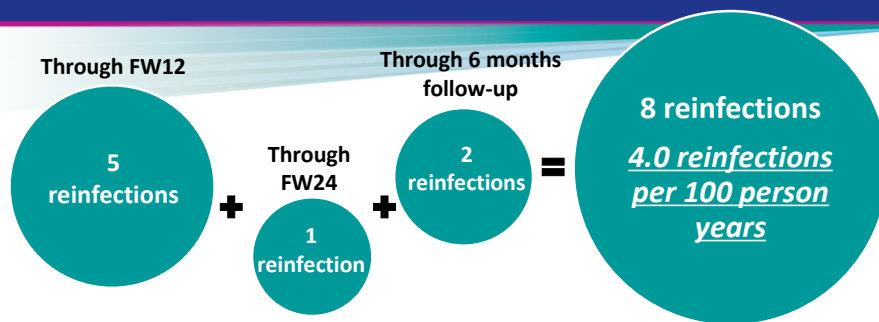 Through FW12
5
reinfections
+
Through
FW24
1
reinfection
+
Through 6 months
follow-up
2
reinfections
=
8 reinfections
4.0 reinfections
per 100 person
years